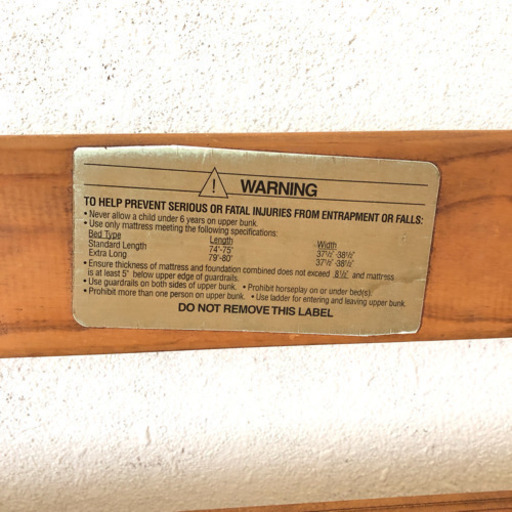 WARNING
TO HELP PREVENT SERIOUS OR FATAL INJURIES FROM ENTRAPMENT OR FALLS:
• Never allow a child under 6 years on upper bunk.
• Use only mattress meeting the following specifications:
Bed Type Length Width
Standard Length 74"-75" 37½"-38½"
Extra Long 79"-80" 37½"-38½"
• Ensure thickness of mattress and foundation combined does not exceed 8½" and mattress
is at least 5" below upper edge of guardrails.
• Use guardrails on both sides of upper bunk. • Prohibit horseplay on or under bed(s).
• Prohibit more than one person on upper bunk. • Use ladder for entering and leaving upper bunk.
DO NOT REMOVE THIS LABEL